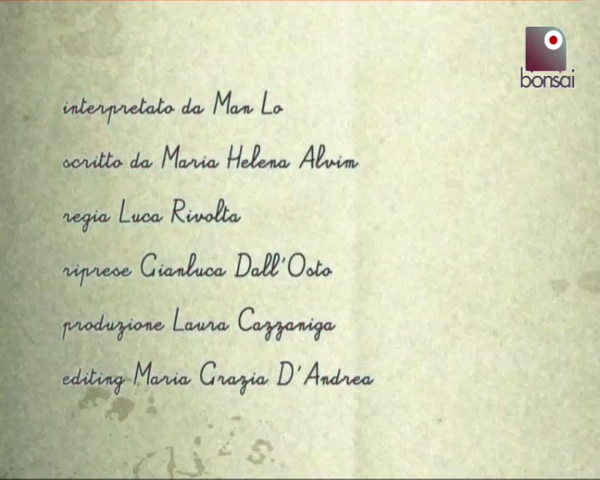 bonsai
interpretato da Man Lo
scritto da Maria Helena Alvim
regia Luca Rivolta
riprese Gianluca Dall'Osto
produzione Laura Cazzaniga
editing Maria Grazia D'Andrea